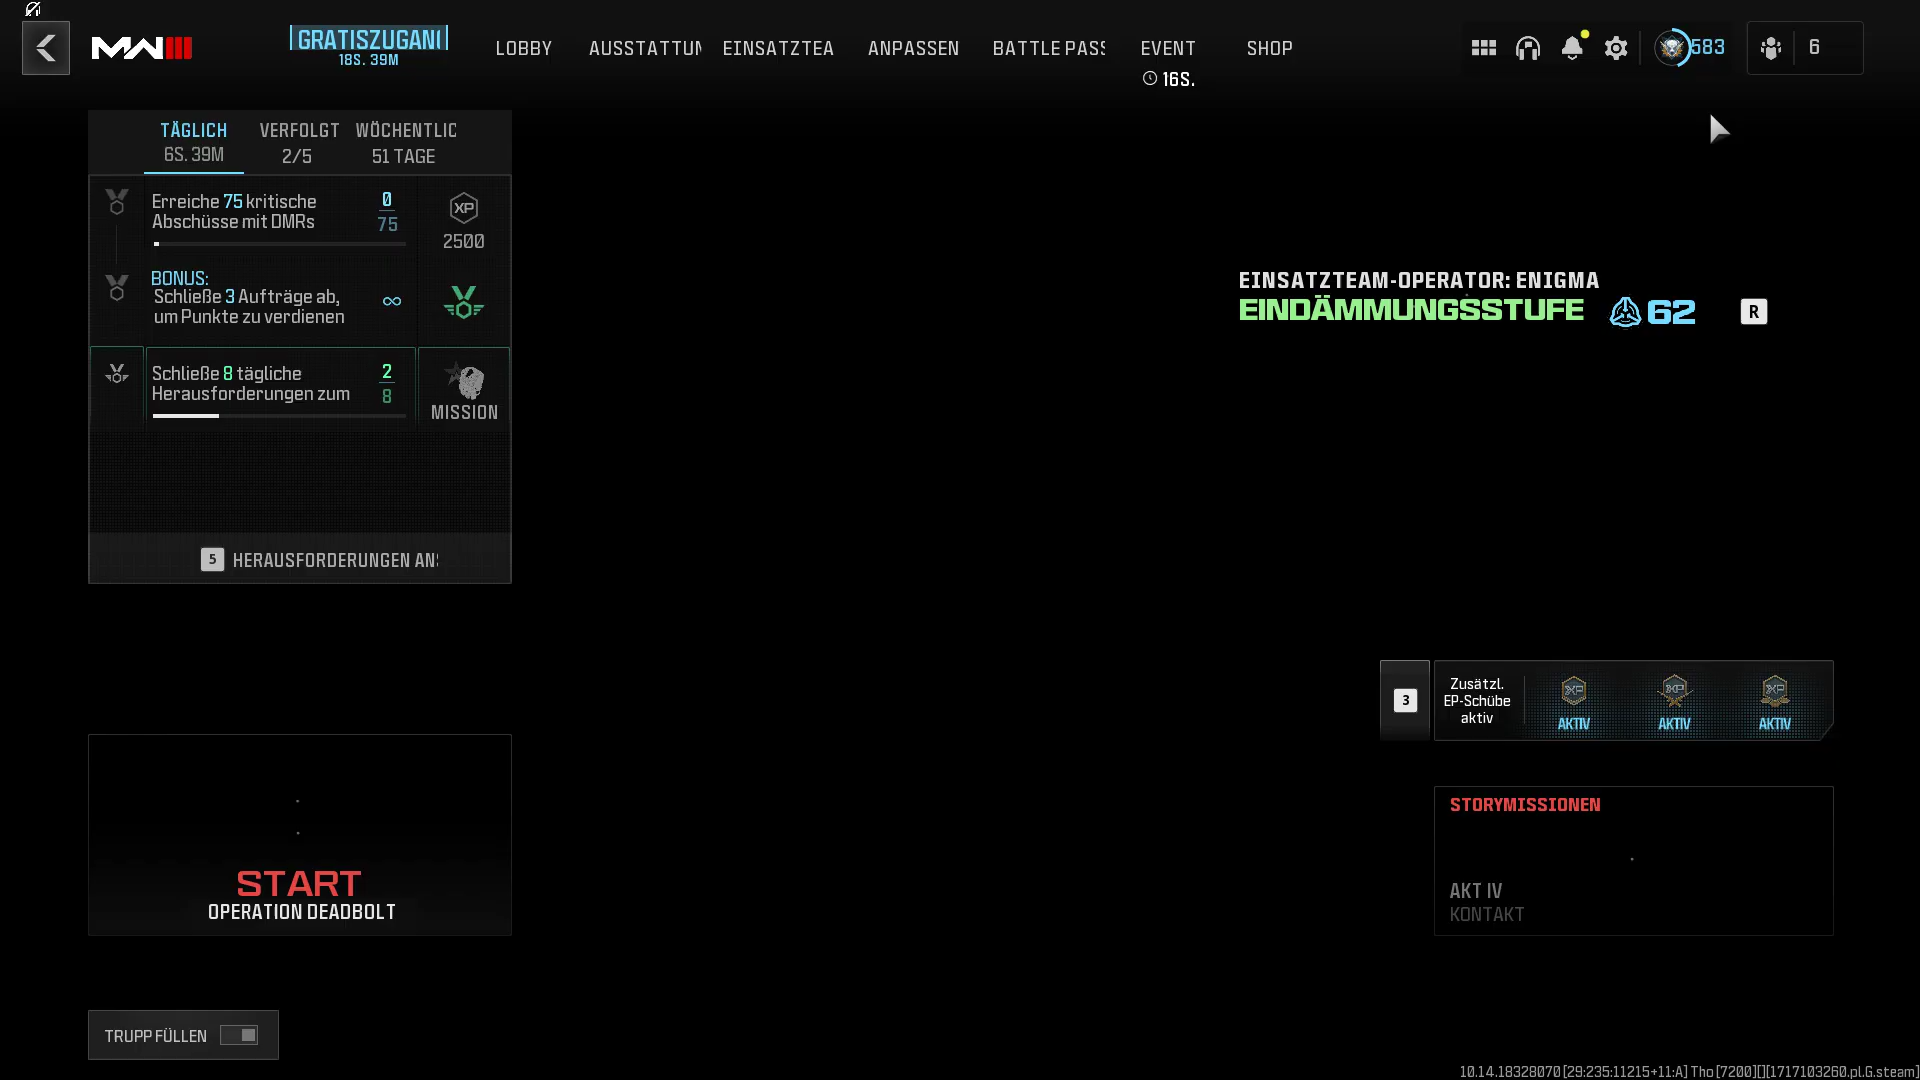 MWIII
GRATISZUGANG
18S. 39M
LOBBY
AUSSTATTUN
EINSATZTEA
ANPASSEN
BATTLE PASS
EVENT
16S.
SHOP
583
6
TÄGLICH
6S. 39M
VERFOLGT
2/5
WÖCHENTLIC
51 TAGE
Erreiche 75 kritische
Abschüsse mit DMRs
0
75
XP
2500
BONUS:
Schließe 3 Aufträge ab,
um Punkte zu verdienen
∞
Schließe 8 tägliche
Herausforderungen zum
2
8
MISSION
5 HERAUSFORDERUNGEN AN
EINSATZTEAM-OPERATOR: ENIGMA
EINDÄMMUNGSSTUFE 62 R
3
Zusätzl.
EP-Schübe
aktiv
XP
AKTIV
XP
AKTIV
XP
AKTIV
START
OPERATION DEADBOLT
STORYMISSIONEN
AKT IV
KONTAKT
TRUPP FÜLLEN
10.14.18328070 [29:235:11215+11:A] Tho [7200][][1717103260.pl.G.steam]